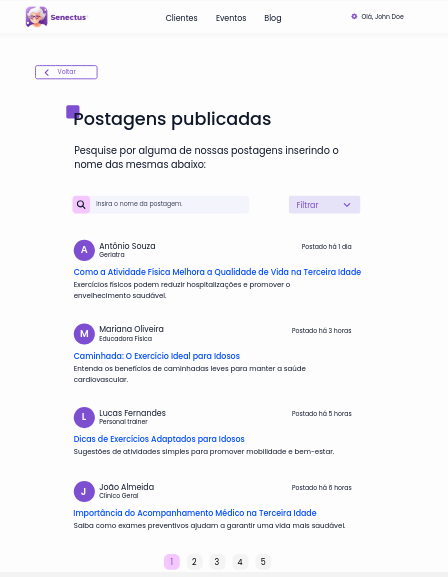 Senectus
Clientes
Eventos
Blog
Olá, John Doe
Voltar
Postagens publicadas
Pesquise por alguma de nossas postagens inserindo o
nome das mesmas abaixo:
Insira o nome da postagem.
Filtrar
A
Antônio Souza
Postado há 1 dia
Geriatra
Como a Atividade Física Melhora a Qualidade de Vida na Terceira Idade
Exercícios físicos podem reduzir hospitalizações e promover o
envelhecimento saudável.
M
Mariana Oliveira
Postado há 3 horas
Educadora Física
Caminhada: O Exercício Ideal para Idosos
Entenda os benefícios de caminhadas leves para manter a saúde
cardiovascular.
L
Lucas Fernandes
Postado há 5 horas
Personal trainer
Dicas de Exercícios Adaptados para Idosos
Sugestões de atividades simples para promover mobilidade e bem-estar.
J
João Almeida
Postado há 6 horas
Clínico Geral
Importância do Acompanhamento Médico na Terceira Idade
Saiba como exames preventivos ajudam a garantir uma vida mais saudável.
1 2 3 4 5